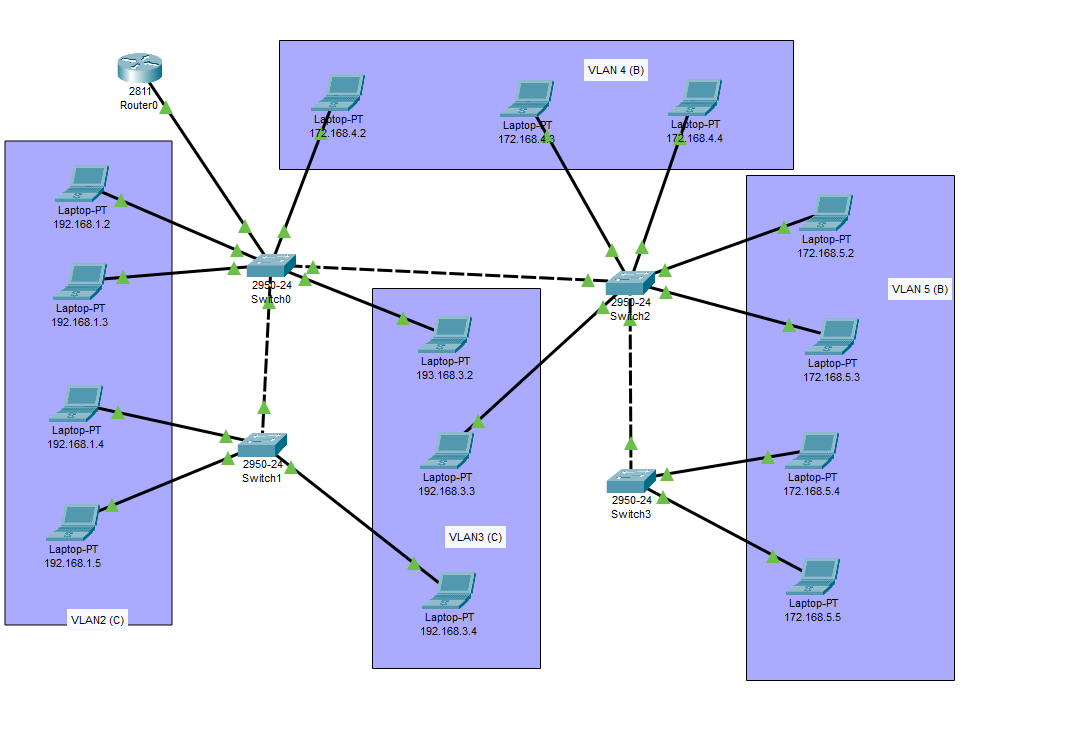 2811
Router0
VLAN 4 (B)
Laptop-PT
172.168.4.2
Laptop-PT
172.168.4.3
Laptop-PT
172.168.4.4
Laptop-PT
192.168.1.2
Laptop-PT
192.168.1.3
Laptop-PT
192.168.1.4
Laptop-PT
192.168.1.5
VLAN2 (C)
2950-24
Switch0
2950-24
Switch1
Laptop-PT
193.168.3.2
Laptop-PT
192.168.3.3
VLAN3 (C)
Laptop-PT
192.168.3.4
2950-24
Switch2
2950-24
Switch3
Laptop-PT
172.168.5.2
VLAN 5 (B)
Laptop-PT
172.168.5.3
Laptop-PT
172.168.5.4
Laptop-PT
172.168.5.5